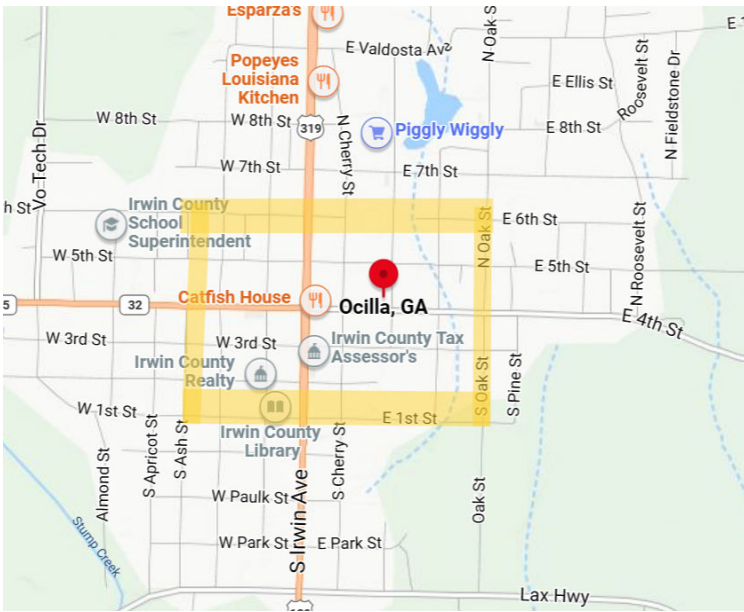 Esparza's
E Valdosta Ave
N Oak S
E 1
Popeyes
Louisiana
Kitchen
E Ellis St
Roosevelt St
N Fieldstone Dr
W 8th St
W 8th St
319
N Cherry St
Piggly Wiggly
E 8th St
Vo Tech Dr
W 7th St
E 7th St
h St
Irwin County
School
Superintendent
N Oak St
E 6th St
N Roosevelt St
W 5th St
E 5th St
5
32
Catfish House
Ocilla, GA
E 4th St
W 3rd St
W 3rd St
Irwin County Tax
Assessor's
Irwin County
Realty
S Oak St
S Pine St
W 1st St
E 1st St
Irwin County
Library
Almond St
S Apricot St
S Ash St
S Cherry St
S Irwin Ave
Oak St
W Paulk St
Stump Creek
W Park St
E Park St
Lax Hwy